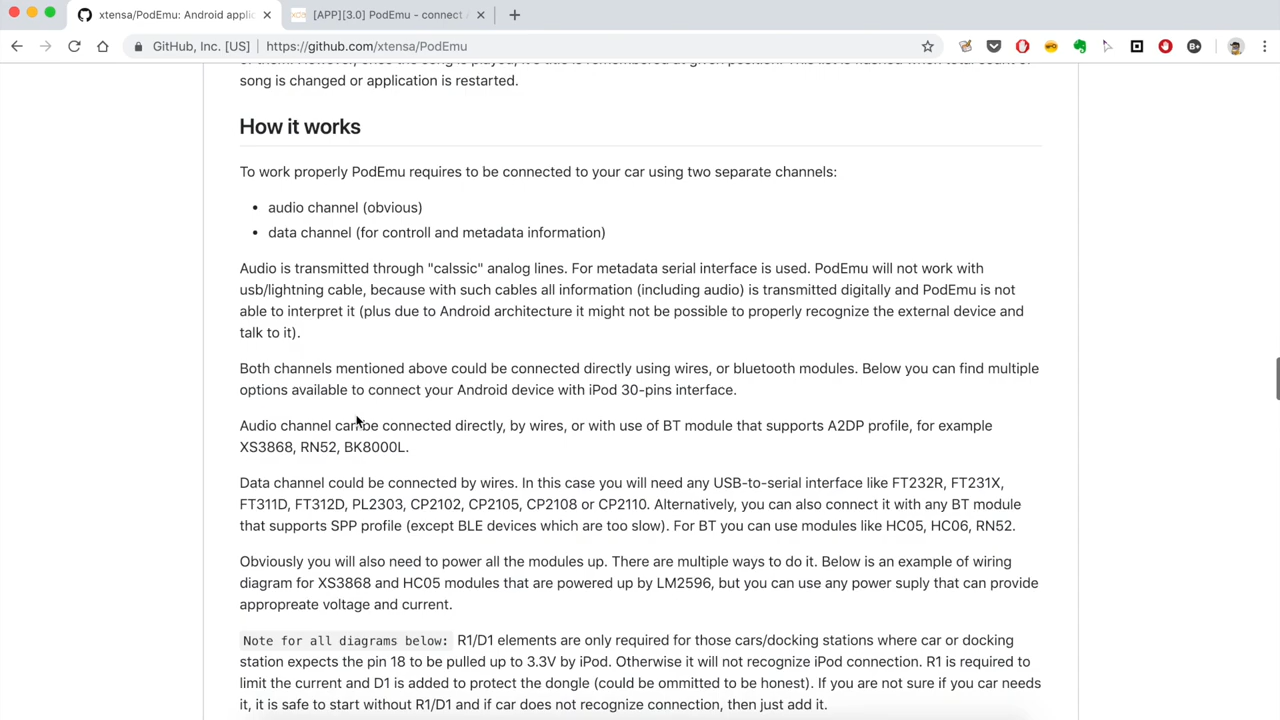 xtensa/PodEmu: Android applic
[APP][3.0] PodEmu - connect
GitHub, Inc. [US]
https://github.com/xtensa/PodEmu
song is changed or application is restarted.
How it works
To work properly PodEmu requires to be connected to your car using two separate channels:
• audio channel (obvious)
• data channel (for controll and metadata information)
Audio is transmitted through "calssic" analog lines. For metadata serial interface is used. PodEmu will not work with
usb/lightning cable, because with such cables all information (including audio) is transmitted digitally and PodEmu is not
able to interpret it (plus due to Android architecture it might not be possible to properly recognize the external device and
talk to it).
Both channels mentioned above could be connected directly using wires, or bluetooth modules. Below you can find multiple
options available to connect your Android device with iPod 30-pins interface.
Audio channel can be connected directly, by wires, or with use of BT module that supports A2DP profile, for example
XS3868, RN52, BK8000L.
Data channel could be connected by wires. In this case you will need any USB-to-serial interface like FT232R, FT231X,
FT311D, FT312D, PL2303, CP2102, CP2105, CP2108 or CP2110. Alternatively, you can also connect it with any BT module
that supports SPP profile (except BLE devices which are too slow). For BT you can use modules like HC05, HC06, RN52.
Obviously you will also need to power all the modules up. There are multiple ways to do it. Below is an example of wiring
diagram for XS3868 and HC05 modules that are powered up by LM2596, but you can use any power suply that can provide
appropreate voltage and current.
Note for all diagrams below: R1/D1 elements are only required for those cars/docking stations where car or docking
station expects the pin 18 to be pulled up to 3.3V by iPod. Otherwise it will not recognize iPod connection. R1 is required to
limit the current and D1 is added to protect the dongle (could be ommitted to be honest). If you are not sure if you car needs
it, it is safe to start without R1/D1 and if car does not recognize connection, then just add it.